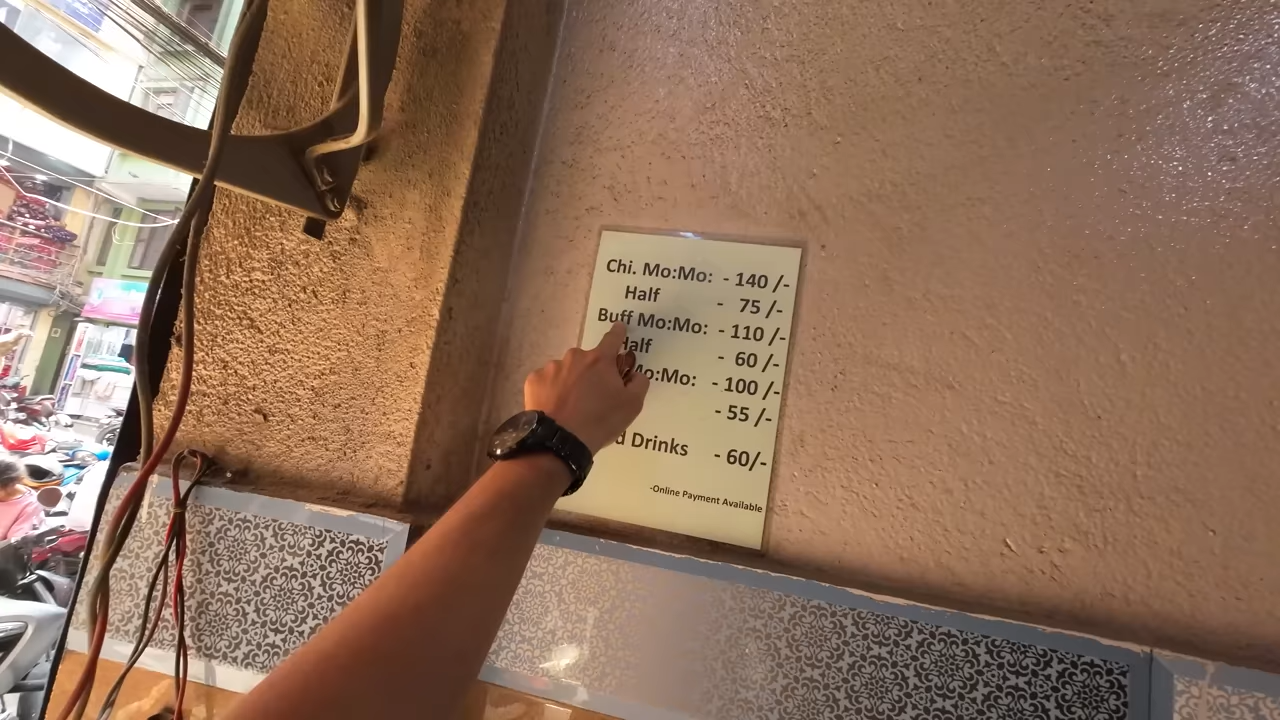 Chi. Mo:Mo: - 140 /-
Half - 75 /-
Buff Mo:Mo: - 110 /-
Half - 60 /-
Mo:Mo: - 100 /-
- 55 /-
Drinks - 60/-
-Online Payment Available